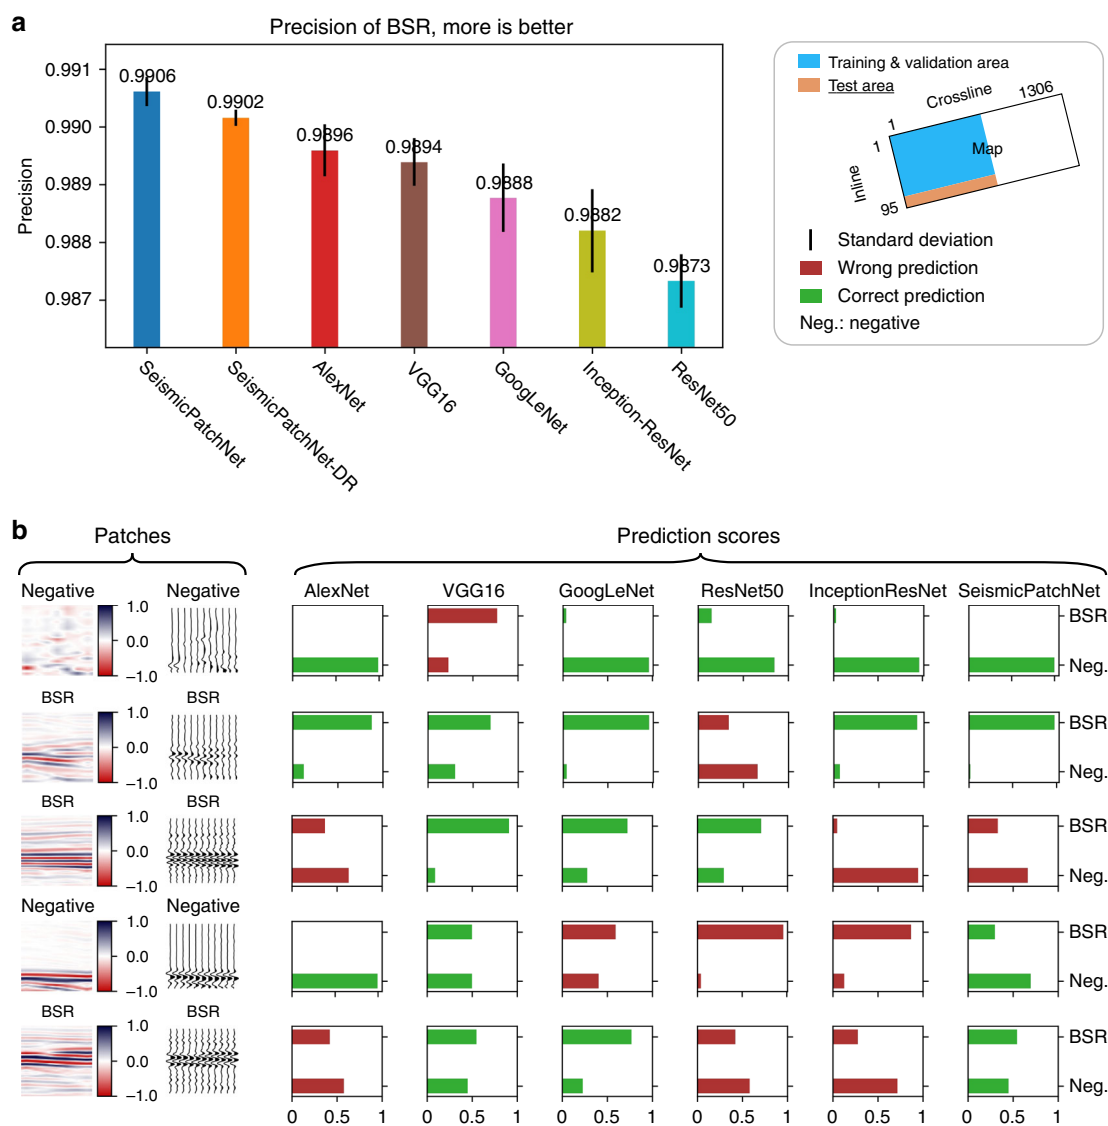 a
Precision of BSR, more is better
Precision
0.991
0.990
0.989
0.988
0.987
0.9906
0.9902
0.9896
0.9894
0.9888
0.9882
0.9873
SeismicPatchNet
SeismicPatchNet-DR
AlexNet
VGG16
GoogLeNet
Inception-ResNet
ResNet50
Training & validation area
Test area
Crossline
1306
1
1
Map
Inline
95
Standard deviation
Wrong prediction
Correct prediction
Neg.: negative
b
Patches
Prediction scores
Negative
Negative
AlexNet
VGG16
GoogLeNet
ResNet50
InceptionResNet
SeismicPatchNet
1.0
0.0
−1.0
BSR
Neg.
BSR
BSR
1.0
0.0
−1.0
BSR
Neg.
BSR
BSR
1.0
0.0
−1.0
BSR
Neg.
Negative
Negative
1.0
0.0
−1.0
BSR
Neg.
BSR
BSR
1.0
0.0
−1.0
BSR
Neg.
0 0.5 1
0 0.5 1
0 0.5 1
0 0.5 1
0 0.5 1
0 0.5 1